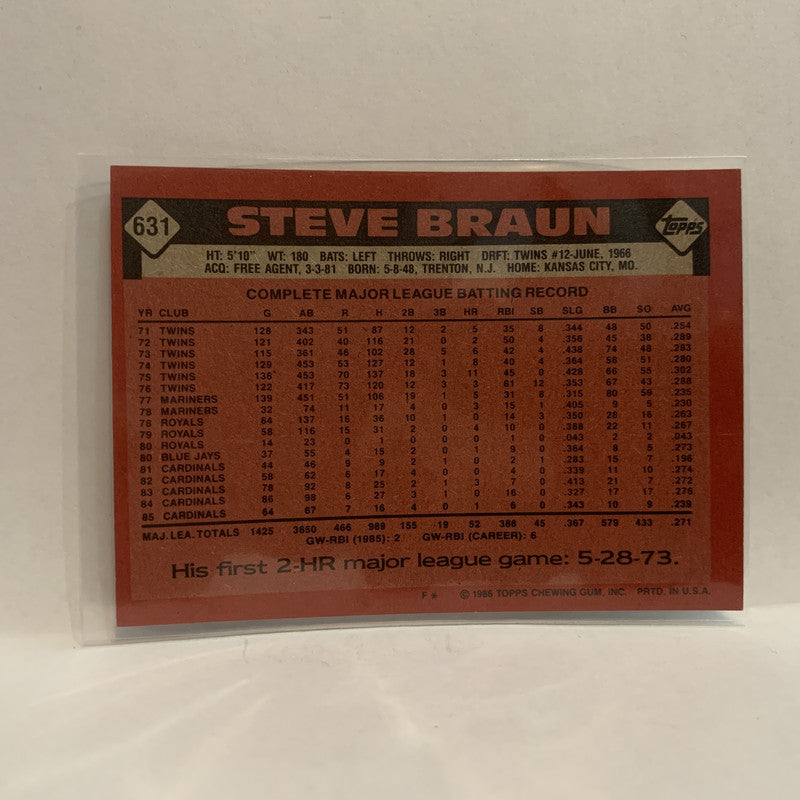 631 STEVE BRAUN Topps
HT: 5'10" WT: 180 BATS: LEFT THROWS: RIGHT DRFT: TWINS #12-JUNE, 1966
ACQ: FREE AGENT, 3-3-81 BORN: 5-8-48, TRENTON, N.J. HOME: KANSAS CITY, MO.
COMPLETE MAJOR LEAGUE BATTING RECORD
YR CLUB G AB R H 2B 3B HR RBI SB SLG BB SO AVG
71 TWINS 128 343 51 87 12 2 5 35 8 .344 48 50 .254
72 TWINS 121 402 40 116 21 0 2 50 4 .356 45 38 .289
73 TWINS 115 361 46 102 28 5 6 42 4 .438 74 48 .283
74 TWINS 129 453 53 127 12 1 8 40 4 .364 56 51 .280
75 TWINS 136 453 70 137 18 3 11 45 0 .428 66 55 .302
76 TWINS 122 417 73 120 12 3 3 61 12 .353 67 43 .288
77 MARINERS 139 451 51 106 19 1 5 31 8 .315 80 59 .235
78 MARINERS 32 74 11 17 4 0 3 15 1 .405 9 5 .230
78 ROYALS 64 137 16 36 10 1 0 14 3 .350 28 16 .263
79 ROYALS 58 116 15 31 2 0 4 10 0 .388 22 11 .267
80 ROYALS 14 23 0 1 0 0 0 1 0 .043 2 2 .043
80 BLUE JAYS 37 55 4 15 2 0 1 9 0 .364 8 5 .273
81 CARDINALS 44 46 9 9 2 1 0 2 1 .283 15 7 .196
82 CARDINALS 58 62 6 17 4 0 0 4 0 .339 11 10 .274
83 CARDINALS 78 92 8 25 2 1 3 7 0 .413 21 7 .272
84 CARDINALS 86 98 6 27 3 1 0 16 0 .327 17 17 .276
85 CARDINALS 64 67 7 16 4 0 1 6 0 .343 10 9 .239
MAJ. LEA. TOTALS 1425 3650 466 989 155 19 52 388 45 .367 579 433 .271
GW-RBI (1985): 2 GW-RBI (CAREER): 6
His first 2-HR major league game: 5-28-73.
F * © 1986 TOPPS CHEWING GUM, INC. PRTD. IN U.S.A.